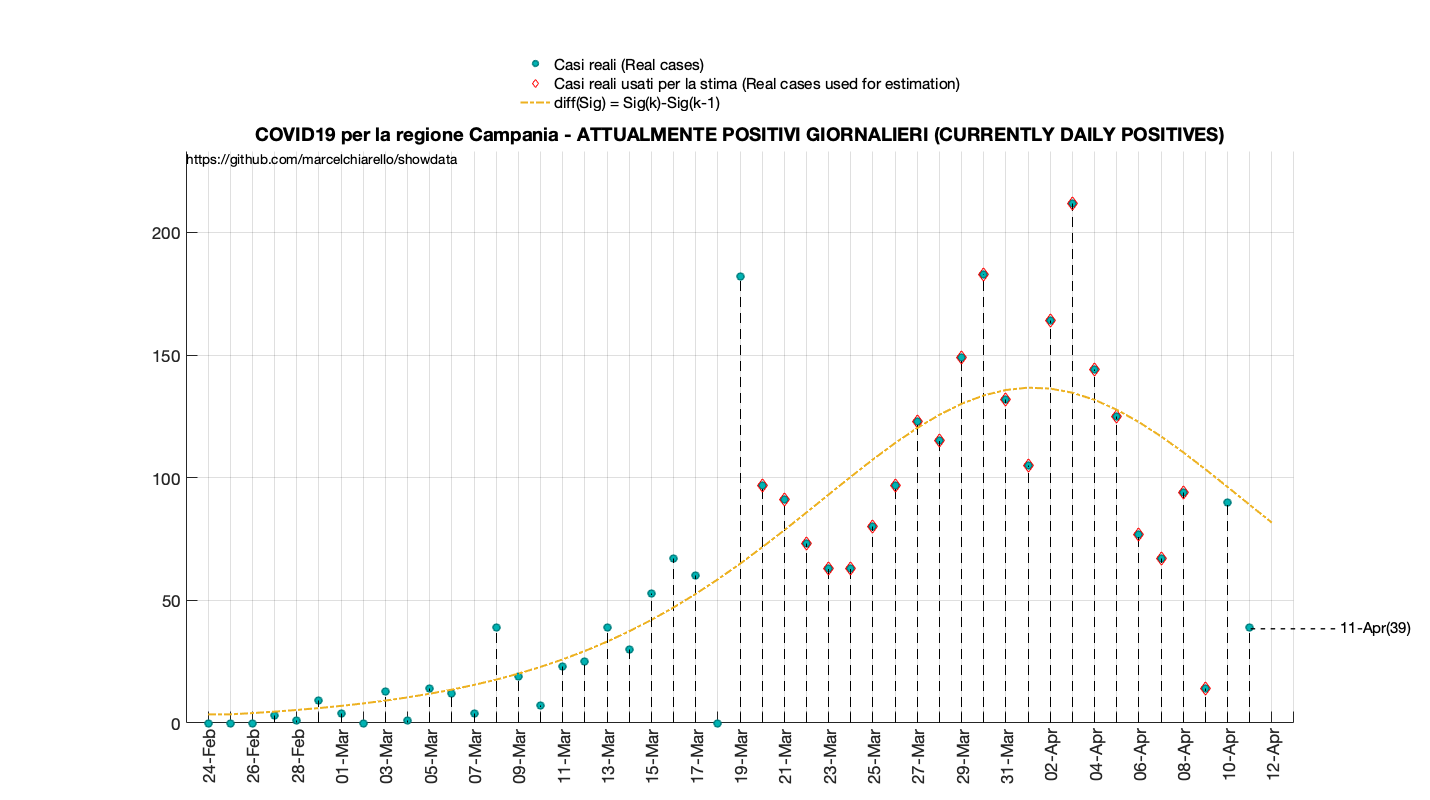 Casi reali (Real cases)
Casi reali usati per la stima (Real cases used for estimation)
diff(Sig) = Sig(k)-Sig(k-1)
COVID19 per la regione Campania - ATTUALMENTE POSITIVI GIORNALIERI (CURRENTLY DAILY POSITIVES)
https://github.com/marcelchiarello/showdata
200
150
100
50
0
11-Apr(39)
24-Feb
26-Feb
28-Feb
01-Mar
03-Mar
05-Mar
07-Mar
09-Mar
11-Mar
13-Mar
15-Mar
17-Mar
19-Mar
21-Mar
23-Mar
25-Mar
27-Mar
29-Mar
31-Mar
02-Apr
04-Apr
06-Apr
08-Apr
10-Apr
12-Apr